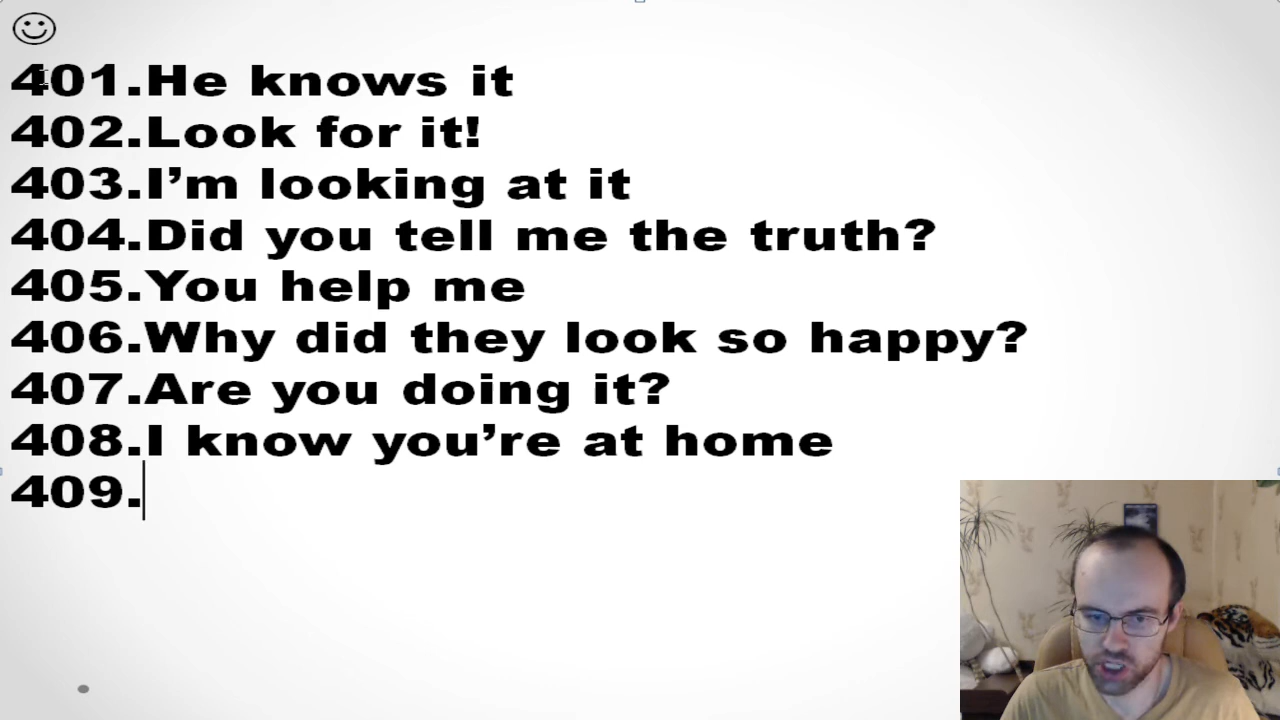 401.He knows it
402.Look for it!
403.I’m looking at it
404.Did you tell me the truth?
405.You help me
406.Why did they look so happy?
407.Are you doing it?
408.I know you’re at home
409.